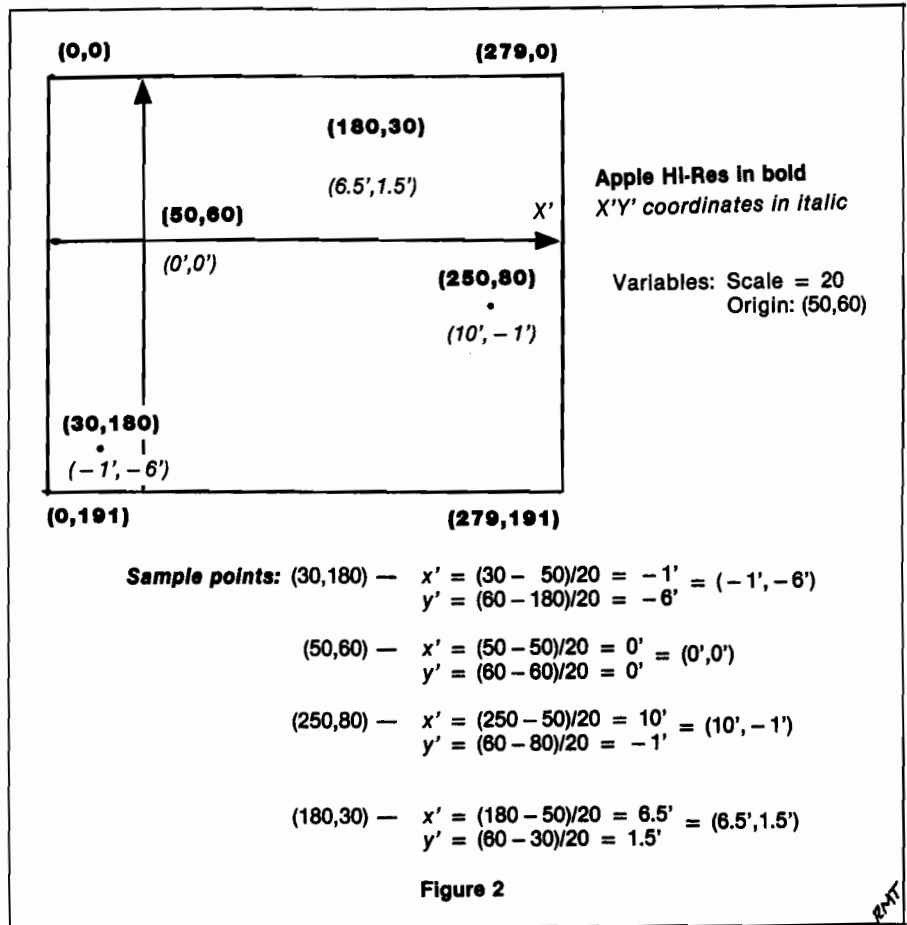 (0,0) (279,0)
(180,30)
(6.5',1.5')
(50,60) X'
(0',0')
(250,80)
(10', – 1')
(30,180)
(– 1', – 6')
(0,191) (279,191)
Apple Hi-Res in bold
X'Y' coordinates in italic
Variables: Scale = 20
Origin: (50,60)
Sample points: (30,180) — x' = (30 – 50)/20 = – 1' = (– 1', – 6')
y' = (60 – 180)/20 = – 6'
(50,60) — x' = (50 – 50)/20 = 0' = (0',0')
y' = (60 – 60)/20 = 0'
(250,80) — x' = (250 – 50)/20 = 10' = (10', – 1')
y' = (60 – 80)/20 = – 1'
(180,30) — x' = (180 – 50)/20 = 6.5' = (6.5',1.5')
y' = (60 – 30)/20 = 1.5'
Figure 2
RMT